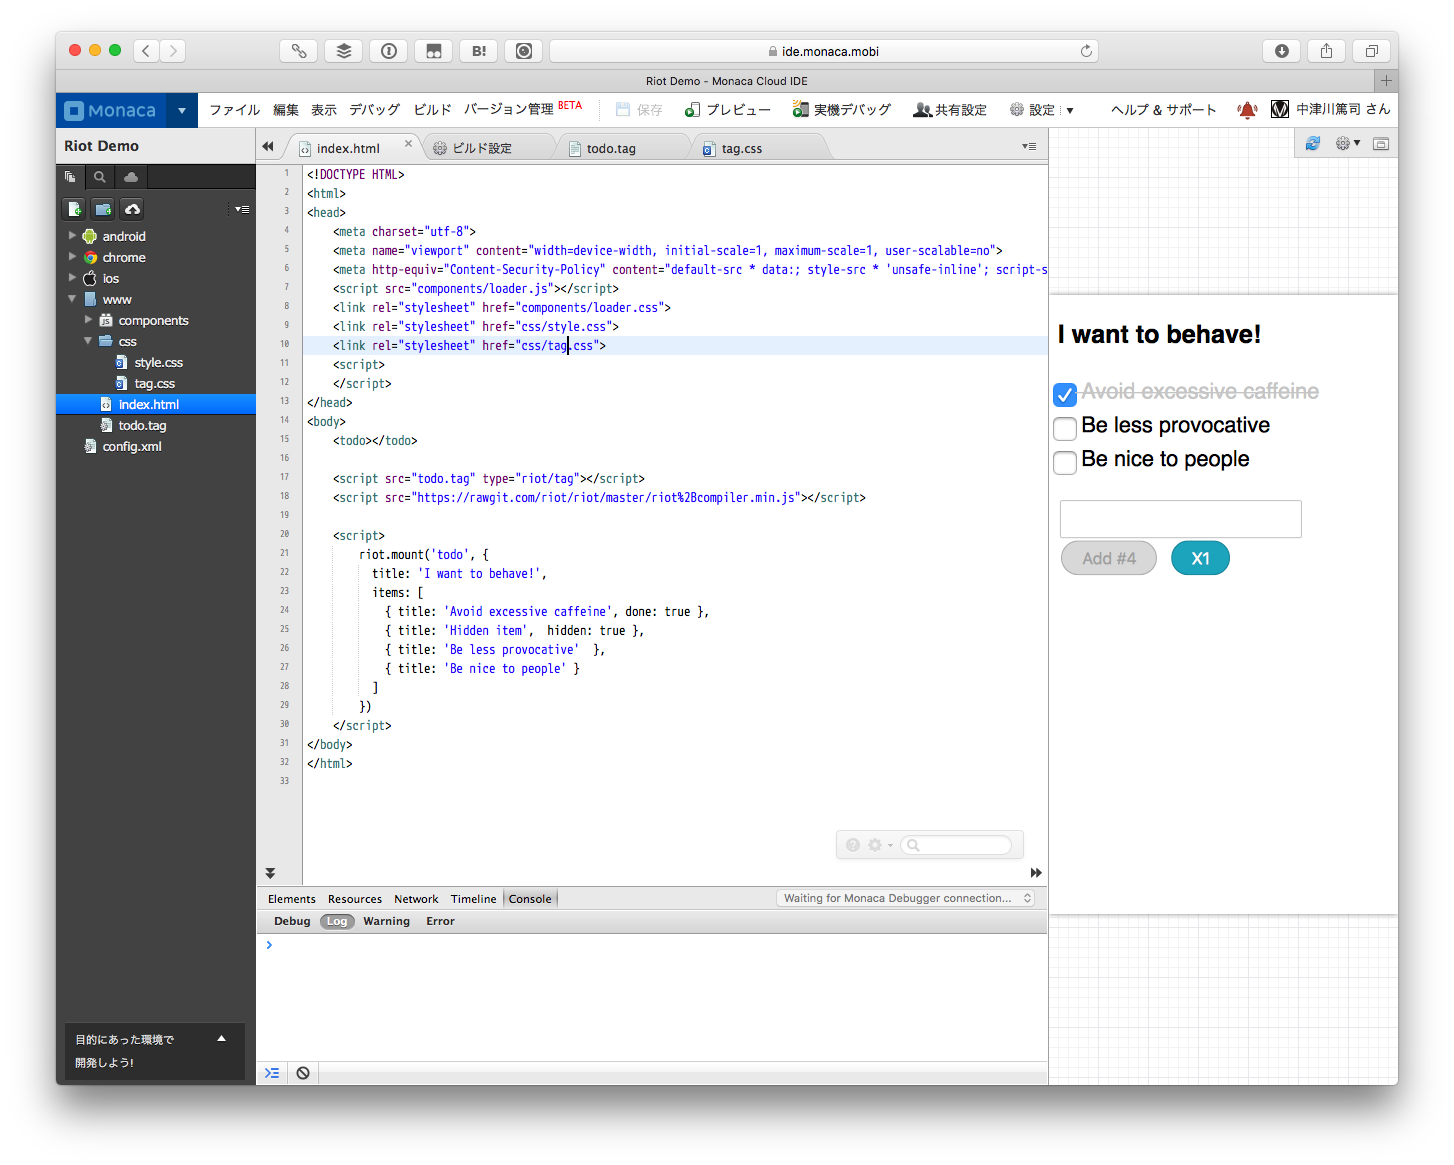 B!
ide.monaca.mobi
Riot Demo - Monaca Cloud IDE
Monaca
ファイル 編集 表示 デバッグ ビルド バージョン管理 BETA 保存 プレビュー 実機デバッグ 共有設定 設定 ヘルプ & サポート 中津川篤司 さん
Riot Demo
index.html × ビルド設定 todo.tag tag.css
android
chrome
ios
www
components
css
style.css
tag.css
index.html
todo.tag
config.xml
目的にあった環境で
開発しよう!
1 <!DOCTYPE HTML>
2 <html>
3 <head>
4 <meta charset="utf-8">
5 <meta name="viewport" content="width=device-width, initial-scale=1, maximum-scale=1, user-scalable=no">
6 <meta http-equiv="Content-Security-Policy" content="default-src * data:; style-src * 'unsafe-inline'; script-s
7 <script src="components/loader.js"></script>
8 <link rel="stylesheet" href="components/loader.css">
9 <link rel="stylesheet" href="css/style.css">
10 <link rel="stylesheet" href="css/tag.css">
11 <script>
12 </script>
13 </head>
14 <body>
15 <todo></todo>
16
17 <script src="todo.tag" type="riot/tag"></script>
18 <script src="https://rawgit.com/riot/riot/master/riot%2Bcompiler.min.js"></script>
19
20 <script>
21 riot.mount('todo', {
22 title: 'I want to behave!',
23 items: [
24 { title: 'Avoid excessive caffeine', done: true },
25 { title: 'Hidden item',  hidden: true },
26 { title: 'Be less provocative'  },
27 { title: 'Be nice to people' }
28 ]
29 })
30 </script>
31 </body>
32 </html>
33
Elements Resources Network Timeline Console Waiting for Monaca Debugger connection...
Debug Log Warning Error
I want to behave!
Avoid excessive caffeine
Be less provocative
Be nice to people
Add #4 X1